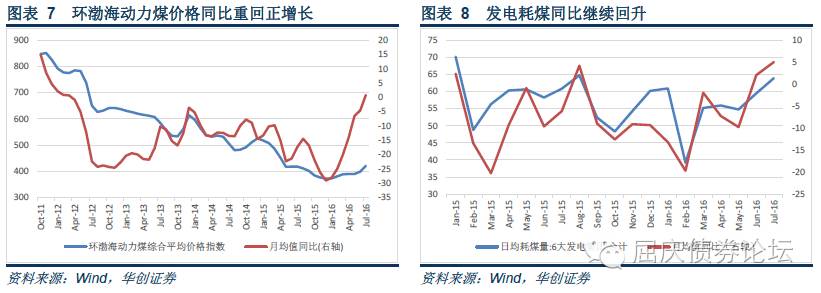 图表 7 环渤海动力煤价格同比重回正增长
900
800
700
600
500
400
300
20
15
10
5
0
-5
-10
-15
-20
-25
-30
-35
Oct-11
Jan-12
Apr-12
Jul-12
Oct-12
Jan-13
Apr-13
Jul-13
Oct-13
Jan-14
Apr-14
Jul-14
Oct-14
Jan-15
Apr-15
Jul-15
Oct-15
Jan-16
Apr-16
Jul-16
环渤海动力煤综合平均价格指数
月均值同比(右轴)
资料来源：Wind，华创证券
图表 8 发电耗煤同比继续回升
75
70
65
60
55
50
45
40
35
30
10
5
0
-5
-10
-15
-20
-25
Jan-15
Feb-15
Mar-15
Apr-15
May-15
Jun-15
Jul-15
Aug-15
Sep-15
Oct-15
Nov-15
Dec-15
Jan-16
Feb-16
Mar-16
Apr-16
May-16
Jun-16
Jul-16
日均耗煤量:6大发电
屈庆债券论坛
资料来源：Wind，华创证券